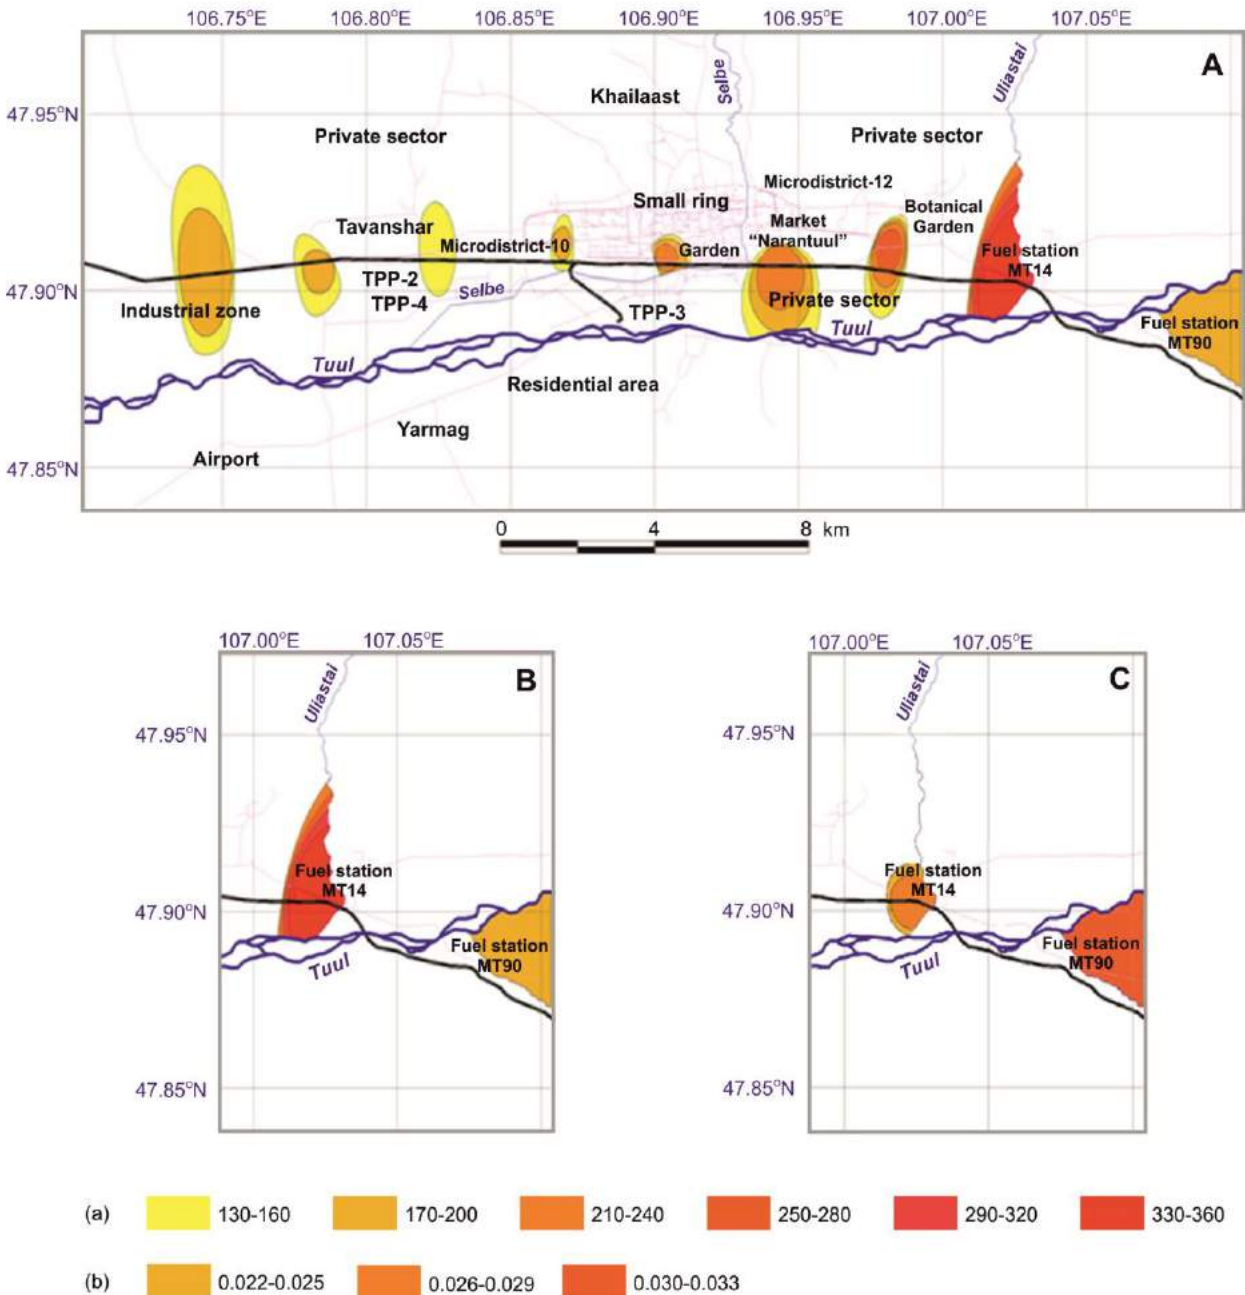 106.75°E 106.80°E 106.85°E 106.90°E 106.95°E 107.00°E 107.05°E
A
Uliastai
Selbe
Khailaast
47.95°N
Private sector
Private sector
Microdistrict-12
Small ring
Botanical
Garden
Market
"Narantuul"
Tavanshar
Microdistrict-10
Garden
Fuel station
MT14
TPP-2
47.90°N
Selbe
TPP-4
Private sector
Industrial zone
TPP-3
Fuel station
MT90
Tuul
Tuul
Residential area
Yarmag
Airport
47.85°N
0 4 8 km
107.00°E 107.05°E
B
Uliastai
47.95°N
Fuel station
MT14
47.90°N
Fuel station
MT90
Tuul
47.85°N
107.00°E 107.05°E
C
Uliastai
47.95°N
Fuel station
MT14
47.90°N
Fuel station
MT90
Tuul
47.85°N
(a) 130-160 170-200 210-240 250-280 290-320 330-360
(b) 0.022-0.025 0.026-0.029 0.030-0.033